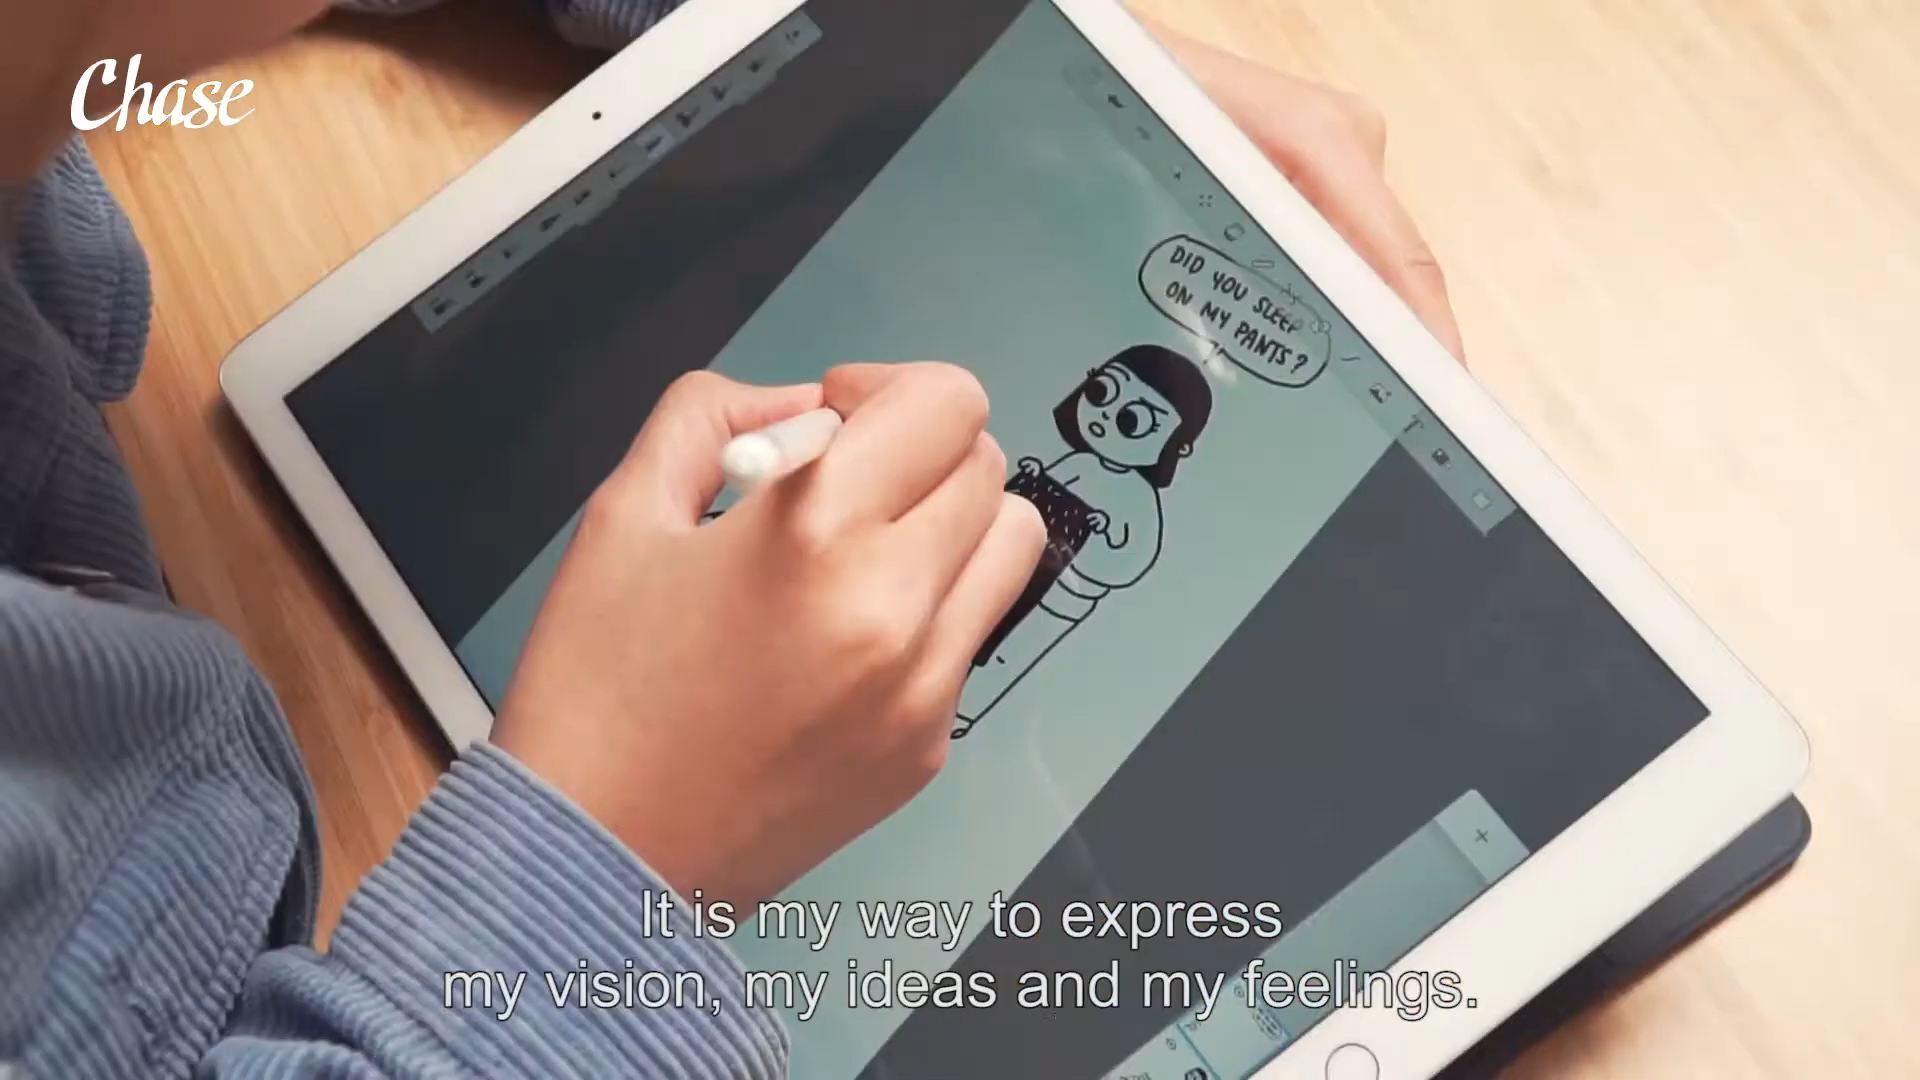 Chase
DID YOU SLEEP
ON MY PANTS?
It is my way to express
my vision, my ideas and my feelings.